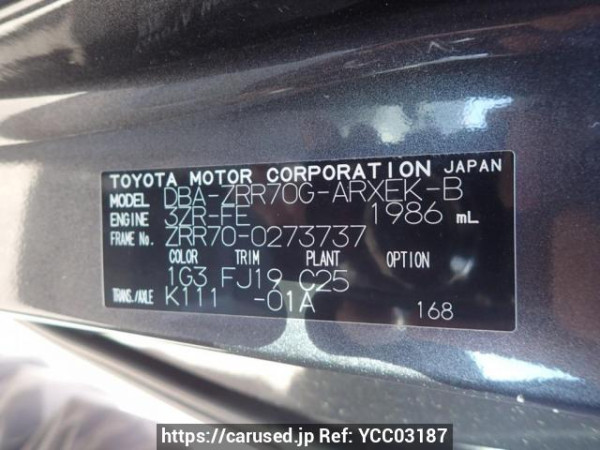 TOYOTA MOTOR CORPORATION JAPAN
MODEL DBA-ZRR70G-ARXEK-B
ENGINE 3ZR-FE 1986 mL
FRAME No. ZRR70-0273737
COLOR TRIM PLANT OPTION
1G3 FJ19 C25
TRANS./AXLE K111 -01A 168
https://carused.jp Ref: YCC03187